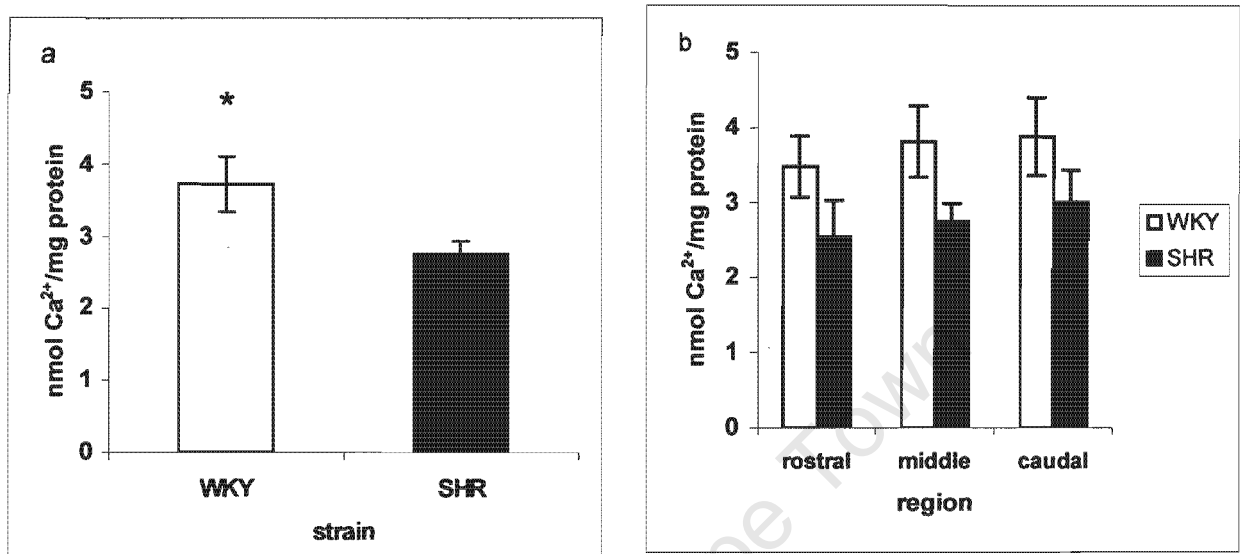 a
nmol Ca²⁺/mg protein
5
4
3
2
1
0
*
WKY
SHR
strain
b
nmol Ca²⁺/mg protein
5
4
3
2
1
0
rostral
middle
caudal
region
WKY
SHR